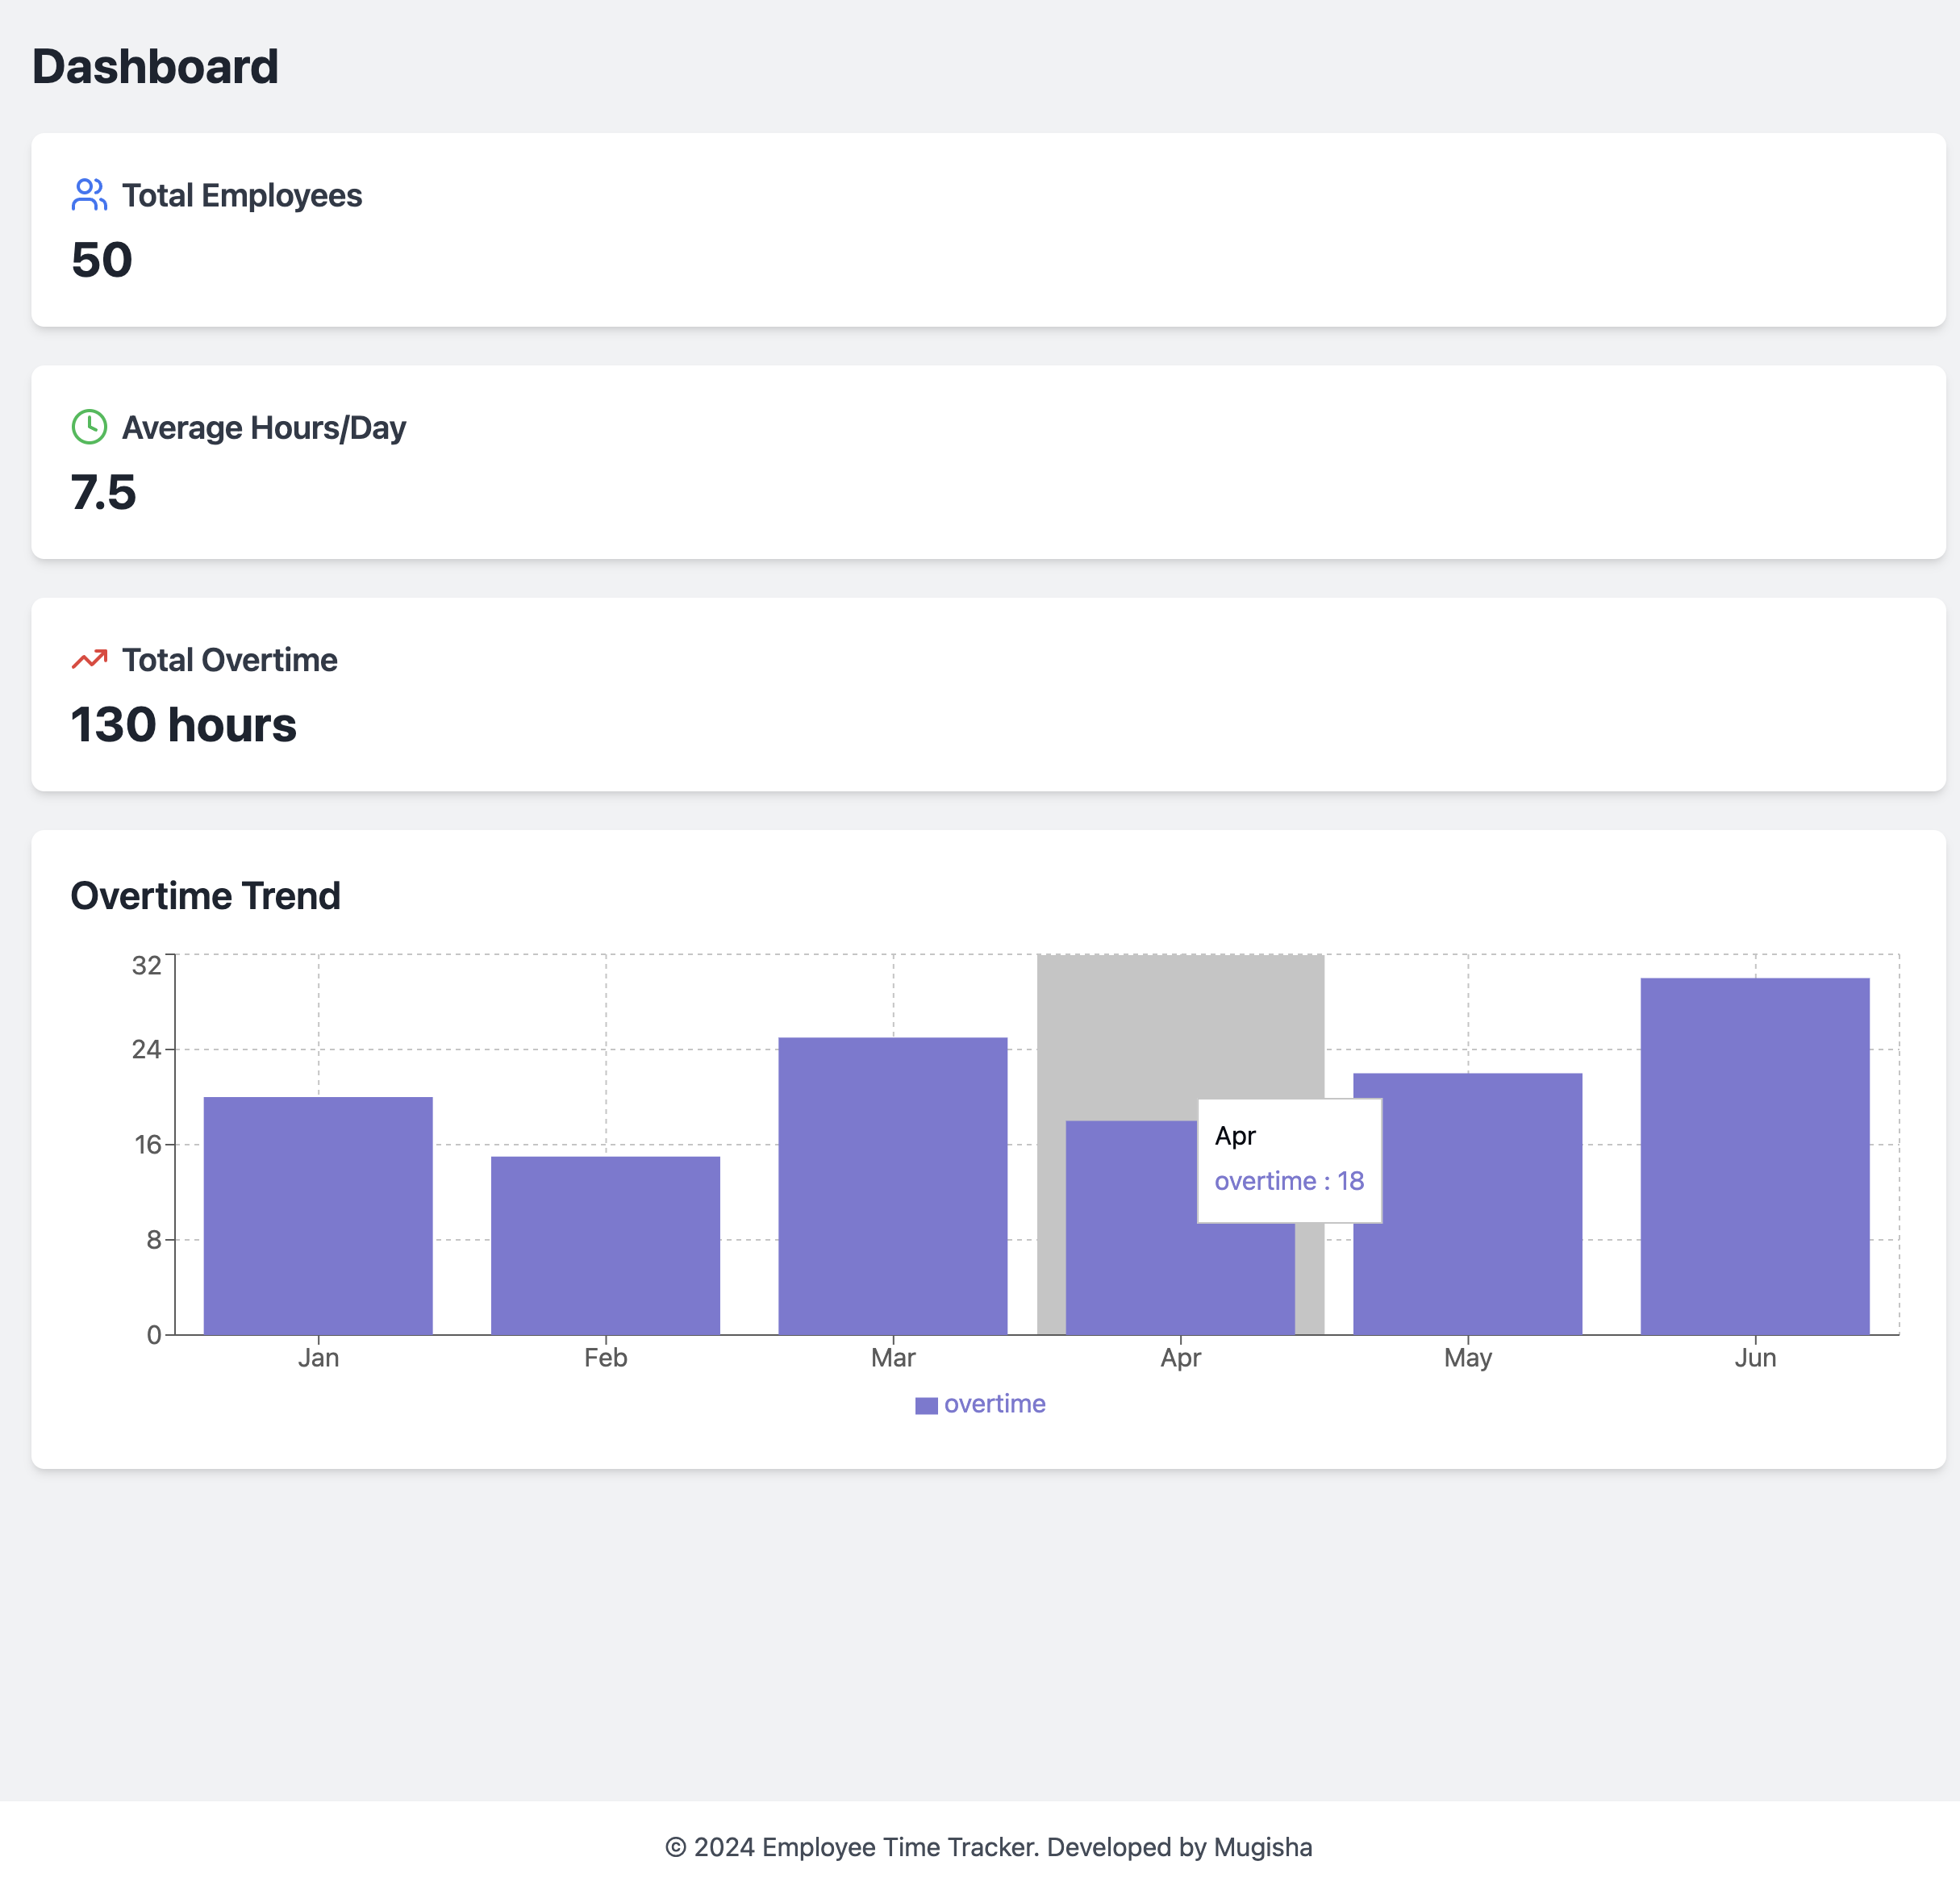 Dashboard
Total Employees
50
Average Hours/Day
7.5
Total Overtime
130 hours
Overtime Trend
32
24
16
8
0
Apr
overtime : 18
Jan Feb Mar Apr May Jun
overtime
© 2024 Employee Time Tracker. Developed by Mugisha